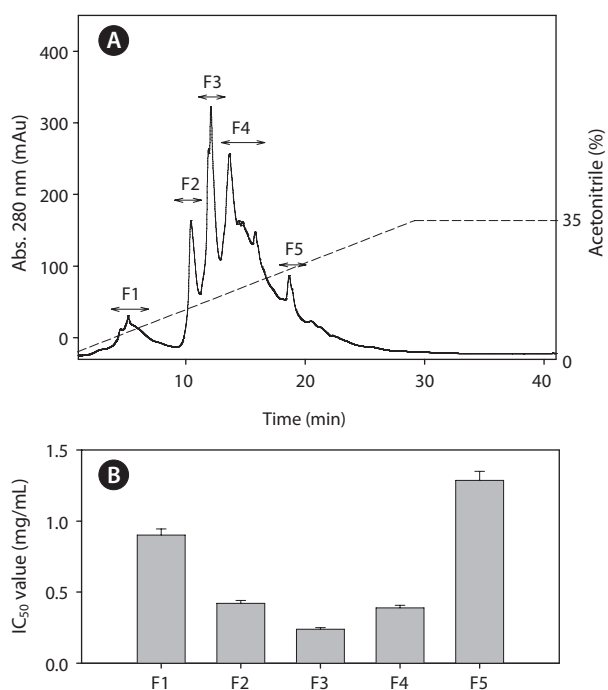 A
400
F3
F4
300
F2
200
F5
35
100
F1
0
0
10
20
30
40
Abs. 280 nm (mAu)
Acetonitrile (%)
Time (min)
B
1.5
1.0
0.5
0.0
IC50 value (mg/mL)
F1 F2 F3 F4 F5